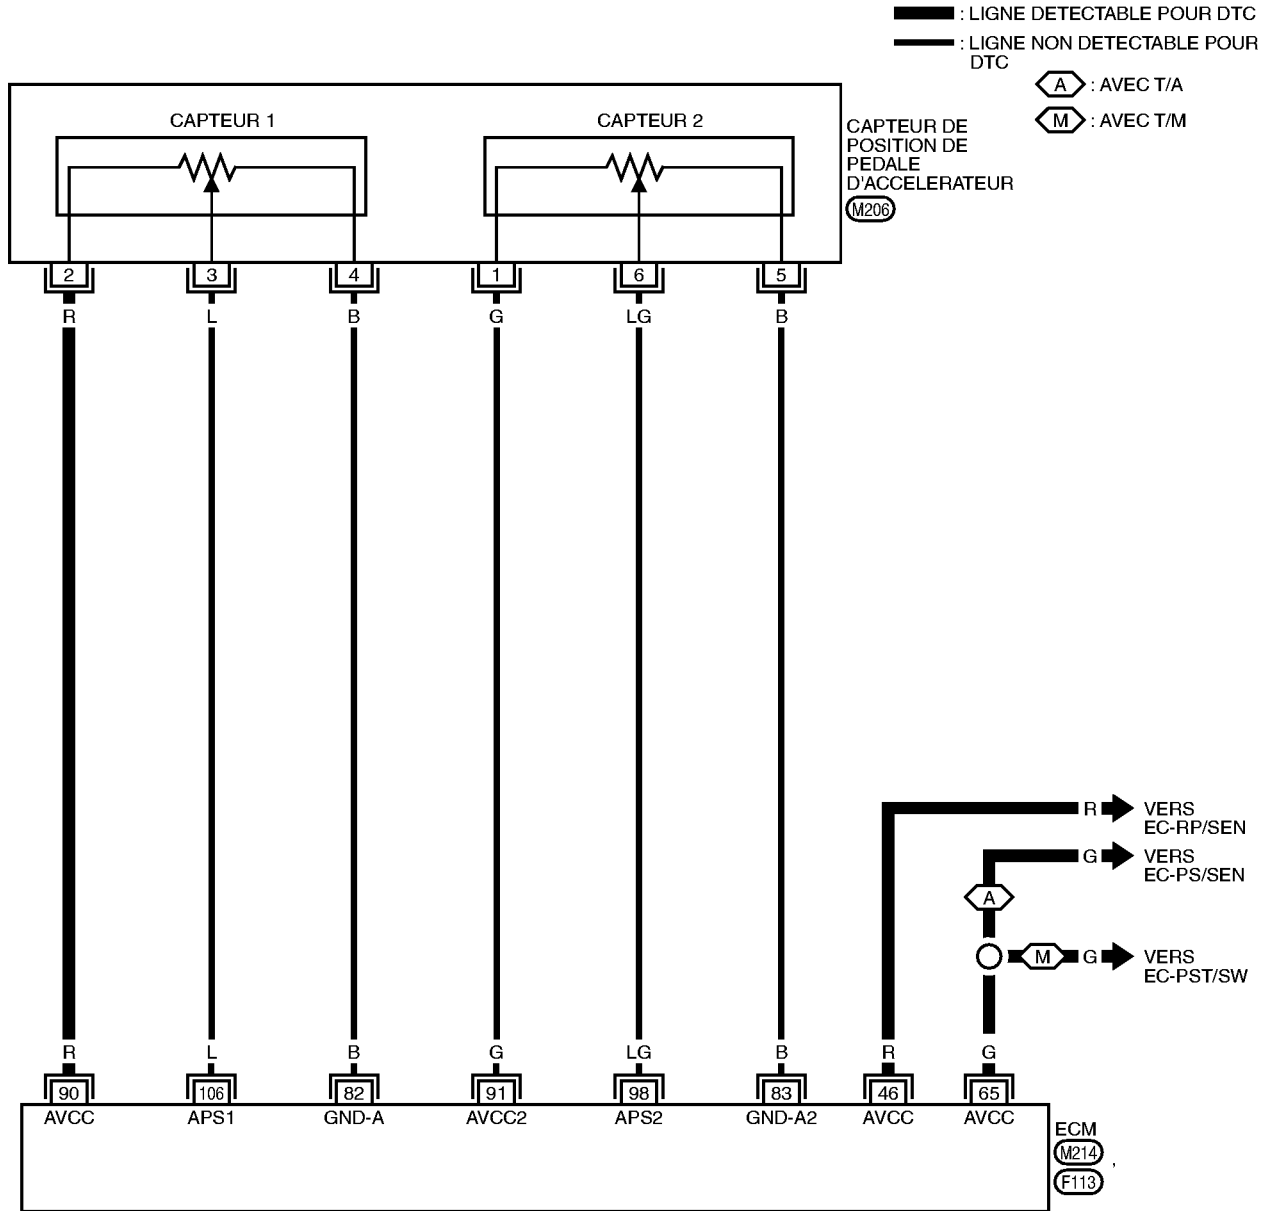 : LIGNE DETECTABLE POUR DTC
: LIGNE NON DETECTABLE POUR
DTC
A : AVEC T/A
M : AVEC T/M
CAPTEUR 1
CAPTEUR 2
CAPTEUR DE
POSITION DE
PEDALE
D'ACCELERATEUR
M206
2 3 4 1 6 5
R L B G LG B
R VERS
EC-RP/SEN
G VERS
EC-PS/SEN
A
M G VERS
EC-PST/SW
R L B G LG B R G
90 106 82 91 98 83 46 65
AVCC APS1 GND-A AVCC2 APS2 GND-A2 AVCC AVCC
ECM
M214 ,
F113